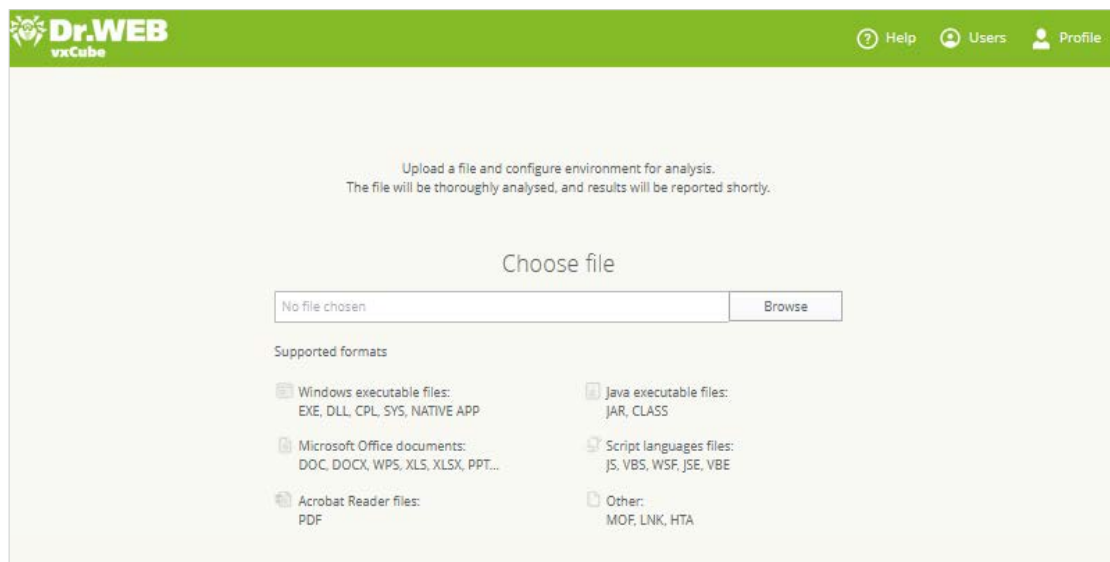 Dr.WEB
vxCube
Help
Users
Profile
Upload a file and configure environment for analysis.
The file will be thoroughly analysed, and results will be reported shortly.
Choose file
No file chosen
Browse
Supported formats
Windows executable files:
EXE, DLL, CPL, SYS, NATIVE APP
Java executable files:
JAR, CLASS
Microsoft Office documents:
DOC, DOCX, WPS, XLS, XLSX, PPT...
Script languages files:
JS, VBS, WSF, JSE, VBE
Acrobat Reader files:
PDF
Other:
MOF, LNK, HTA